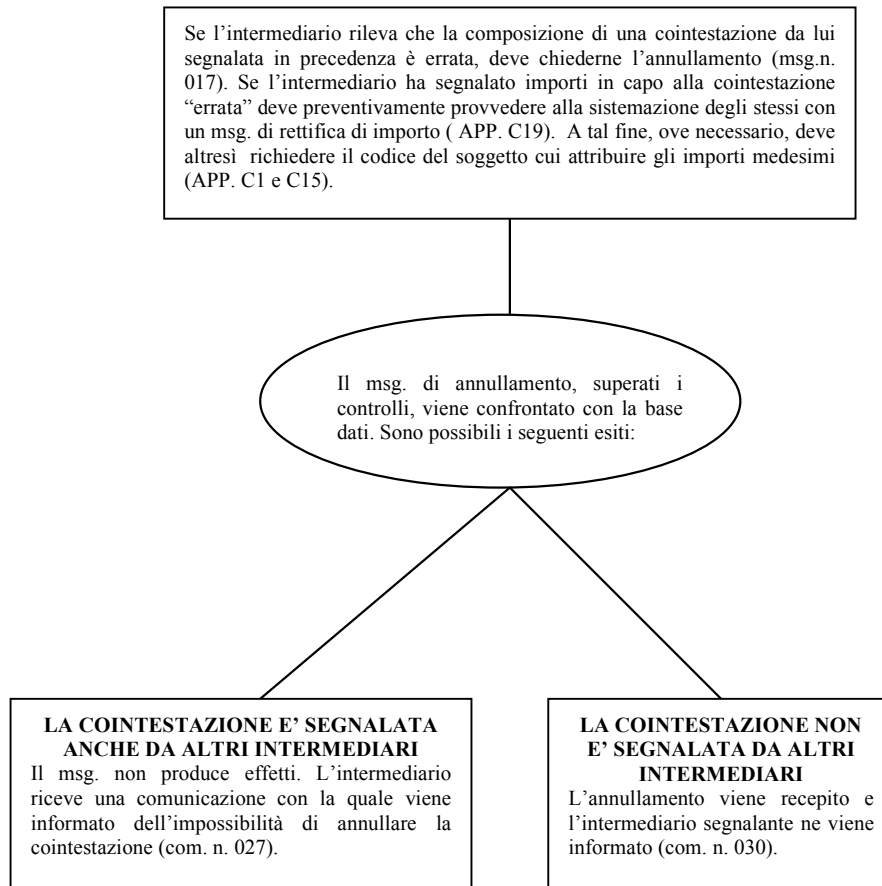 Se l’intermediario rileva che la composizione di una cointestazione da lui
segnalata in precedenza è errata, deve chiederne l’annullamento (msg.n.
017). Se l’intermediario ha segnalato importi in capo alla cointestazione
“errata” deve preventivamente provvedere alla sistemazione degli stessi con
un msg. di rettifica di importo ( APP. C19). A tal fine, ove necessario, deve
altresì richiedere il codice del soggetto cui attribuire gli importi medesimi
(APP. C1 e C15).
Il msg. di annullamento, superati i
controlli, viene confrontato con la base
dati. Sono possibili i seguenti esiti:
LA COINTESTAZIONE E’ SEGNALATA
ANCHE DA ALTRI INTERMEDIARI
Il msg. non produce effetti. L’intermediario
riceve una comunicazione con la quale viene
informato dell’impossibilità di annullare la
cointestazione (com. n. 027).
LA COINTESTAZIONE NON
E’ SEGNALATA DA ALTRI
INTERMEDIARI
L’annullamento viene recepito e
l’intermediario segnalante ne viene
informato (com. n. 030).